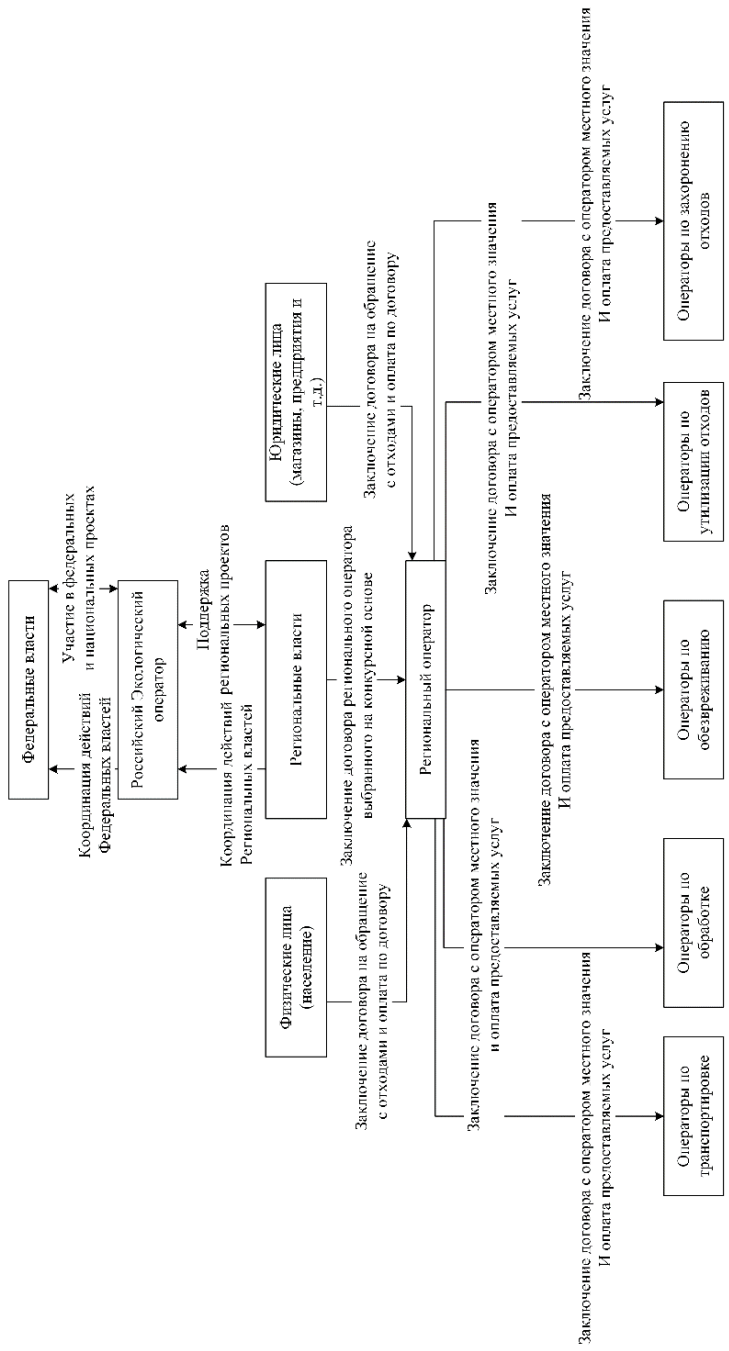 Федеральные власти
Координация действий
Федеральных властей
Участие в федеральных
и национальных проектах
Российский Экологический
оператор
Координация действий региональных проектов
Региональных властей
Поддержка
Физические лица
(население)
Региональные власти
Юридические лица
(магазины, предприятия и
т.д.)
Заключение договора на обращение
с отходами и оплата по договору
Заключение договора регионального оператора
выбранного на конкурсной основе
Заключение договора на обращение
с отходами и оплата по договору
Региональный оператор
Заключение договора с оператором местного значения
и оплата предоставляемых услуг
Заключение договора с оператором местного значения
И оплата предоставляемых услуг
Заключение договора с оператором местного значения
И оплата предоставляемых услуг
Заключение договора с оператором местного значения
И оплата предоставляемых услуг
Заключение договора с оператором местного значения
И оплата предоставляемых услуг
Операторы по
транспортировке
Операторы по
обработке
Операторы по
обезвреживанию
Операторы по
утилизации отходов
Операторы по захоронению
отходов